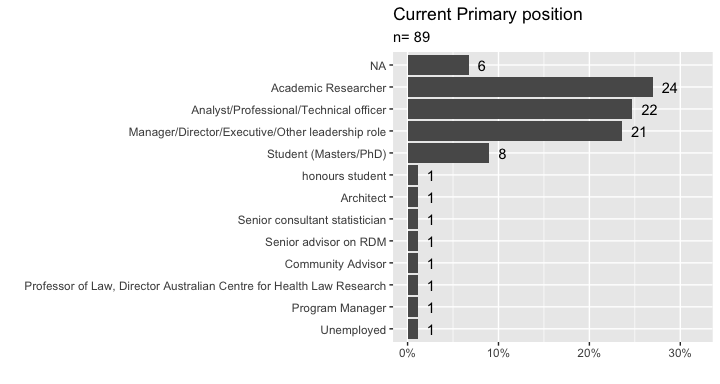 Current Primary position
n= 89
NA 6
Academic Researcher 24
Analyst/Professional/Technical officer 22
Manager/Director/Executive/Other leadership role 21
Student (Masters/PhD) 8
honours student 1
Architect 1
Senior consultant statistician 1
Senior advisor on RDM 1
Community Advisor 1
Professor of Law, Director Australian Centre for Health Law Research 1
Program Manager 1
Unemployed 1
0% 10% 20% 30%